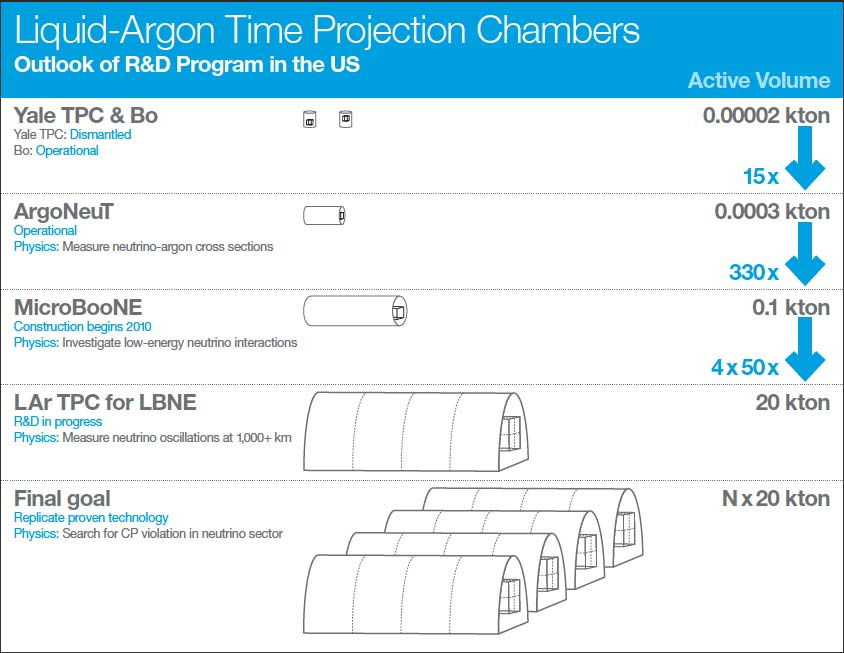 Liquid-Argon Time Projection Chambers
Outlook of R&D Program in the US
Active Volume
Yale TPC & Bo
0.00002 kton
Yale TPC: Dismantled
Bo: Operational
15 x
ArgoNeuT
0.0003 kton
Operational
Physics: Measure neutrino-argon cross sections
330 x
MicroBooNE
0.1 kton
Construction begins 2010
Physics: Investigate low-energy neutrino interactions
4 x 50 x
LAr TPC for LBNE
20 kton
R&D in progress
Physics: Measure neutrino oscillations at 1,000+ km
Final goal
N x 20 kton
Replicate proven technology
Physics: Search for CP violation in neutrino sector